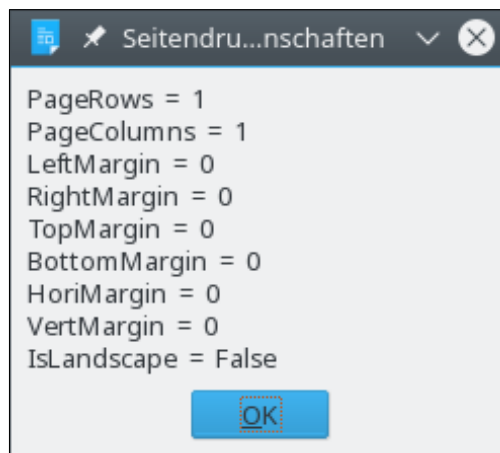 Seitendru...nschaften
PageRows = 1
PageColumns = 1
LeftMargin = 0
RightMargin = 0
TopMargin = 0
BottomMargin = 0
HoriMargin = 0
VertMargin = 0
IsLandscape = False
OK